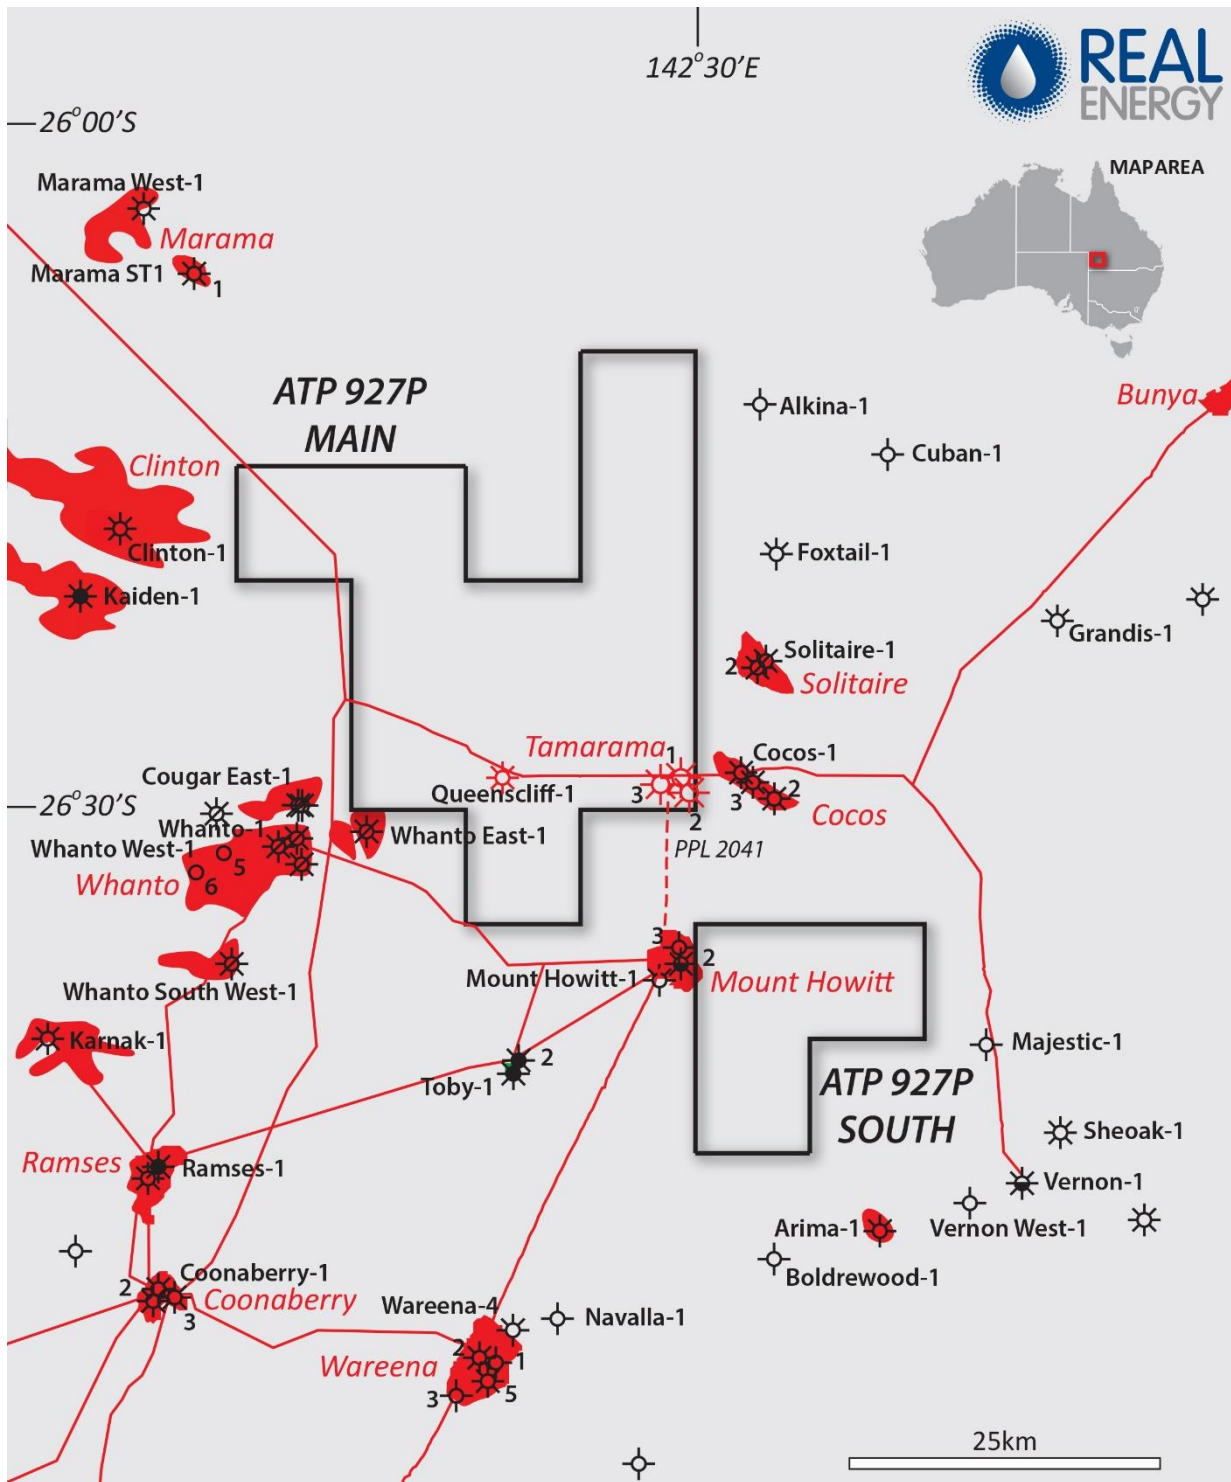 142°30'E
REAL
ENERGY
26°00'S
MAPAREA
Marama West-1
Marama
Marama ST1
1
ATP 927P
MAIN
Alkina-1
Bunya
Cuban-1
Clinton
Clinton-1
Foxtail-1
Kaiden-1
Grandis-1
Solitaire-1
2
Solitaire
Tamarama
1
Cocos-1
Cougar East-1
Queenscliff-1
3
2
3
2
Cocos
26°30'S
Whanto-1
Whanto East-1
PPL 2041
Whanto West-1
5
Whanto
6
3
2
Mount Howitt-1
Mount Howitt
Whanto South West-1
Karnak-1
Majestic-1
2
Toby-1
ATP 927P
SOUTH
Sheoak-1
Ramses
Ramses-1
Vernon-1
Arima-1
Vernon West-1
Boldrewood-1
Coonaberry-1
2
Coonaberry
3
Wareena-4
Navalla-1
2
1
Wareena
5
3
25km